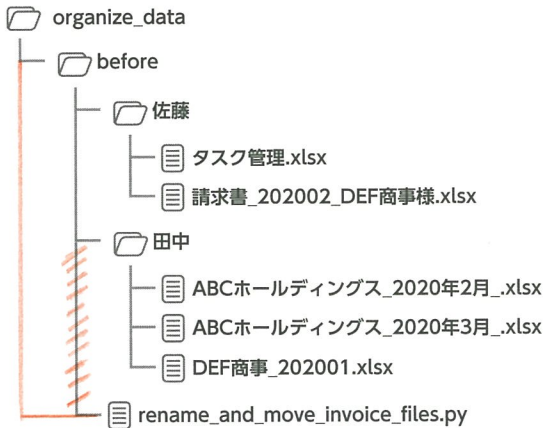 organize_data
before
佐藤
タスク管理.xlsx
請求書_202002_DEF商事様.xlsx
田中
ABCホールディングス_2020年2月_.xlsx
ABCホールディングス_2020年3月_.xlsx
DEF商事_202001.xlsx
rename_and_move_invoice_files.py